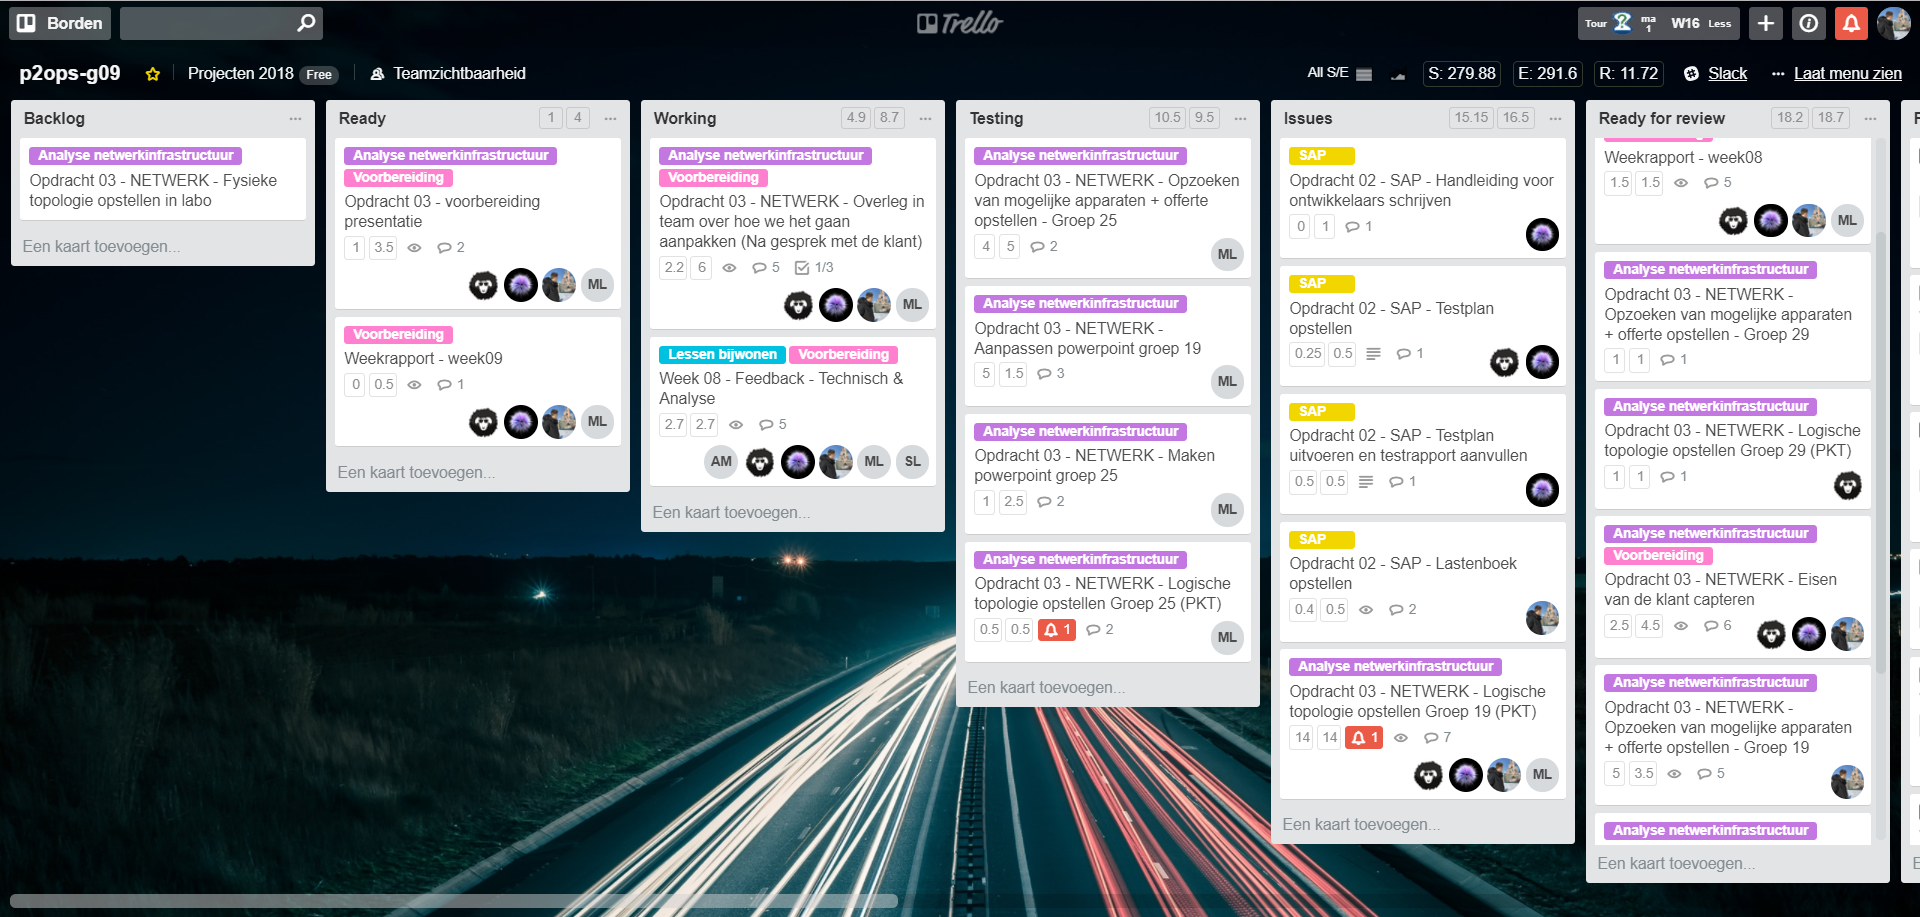 Borden
Trello
Tour
ma
1
W16 Less
p2ops-g09
Projecten 2018 Free
Teamzichtbaarheid
All S/E
S: 279.88
E: 291.6
R: 11.72
Slack
Laat menu zien
Backlog
Analyse netwerkinfrastructuur
Opdracht 03 - NETWERK - Fysieke
topologie opstellen in labo
Een kaart toevoegen...
Ready 1 4
Analyse netwerkinfrastructuur
Voorbereiding
Opdracht 03 - voorbereiding
presentatie
1 3.5 2
ML
Voorbereiding
Weekrapport - week09
0 0.5 1
ML
Een kaart toevoegen...
Working 4.9 8.7
Analyse netwerkinfrastructuur
Voorbereiding
Opdracht 03 - NETWERK - Overleg in
team over hoe we het gaan
aanpakken (Na gesprek met de klant)
2.2 6 5 1/3
ML
Lessen bijwonen Voorbereiding
Week 08 - Feedback - Technisch &
Analyse
2.7 2.7 5
AM ML SL
Een kaart toevoegen...
Testing 10.5 9.5
Analyse netwerkinfrastructuur
Opdracht 03 - NETWERK - Opzoeken
van mogelijke apparaten + offerte
opstellen - Groep 25
4 5 2
ML
Analyse netwerkinfrastructuur
Opdracht 03 - NETWERK -
Aanpassen powerpoint groep 19
5 1.5 3
ML
Analyse netwerkinfrastructuur
Opdracht 03 - NETWERK - Maken
powerpoint groep 25
1 2.5 2
ML
Analyse netwerkinfrastructuur
Opdracht 03 - NETWERK - Logische
topologie opstellen Groep 25 (PKT)
0.5 0.5 1 2
ML
Een kaart toevoegen...
Issues 15.15 16.5
SAP
Opdracht 02 - SAP - Handleiding voor
ontwikkelaars schrijven
0 1 1
SAP
Opdracht 02 - SAP - Testplan
opstellen
0.25 0.5 1
SAP
Opdracht 02 - SAP - Testplan
uitvoeren en testrapport aanvullen
0.5 0.5 1
SAP
Opdracht 02 - SAP - Lastenboek
opstellen
0.4 0.5 2
Analyse netwerkinfrastructuur
Opdracht 03 - NETWERK - Logische
topologie opstellen Groep 19 (PKT)
14 14 1 7
ML
Een kaart toevoegen...
Ready for review 18.2 18.7
Weekrapport - week08
1.5 1.5 5
ML
Analyse netwerkinfrastructuur
Opdracht 03 - NETWERK -
Opzoeken van mogelijke apparaten
+ offerte opstellen - Groep 29
1 1 1
Analyse netwerkinfrastructuur
Opdracht 03 - NETWERK - Logische
topologie opstellen Groep 29 (PKT)
1 1 1
Analyse netwerkinfrastructuur
Voorbereiding
Opdracht 03 - NETWERK - Eisen
van de klant capteren
2.5 4.5 6
Analyse netwerkinfrastructuur
Opdracht 03 - NETWERK -
Opzoeken van mogelijke apparaten
+ offerte opstellen - Groep 19
5 3.5 5
Analyse netwerkinfrastructuur
Een kaart toevoegen...